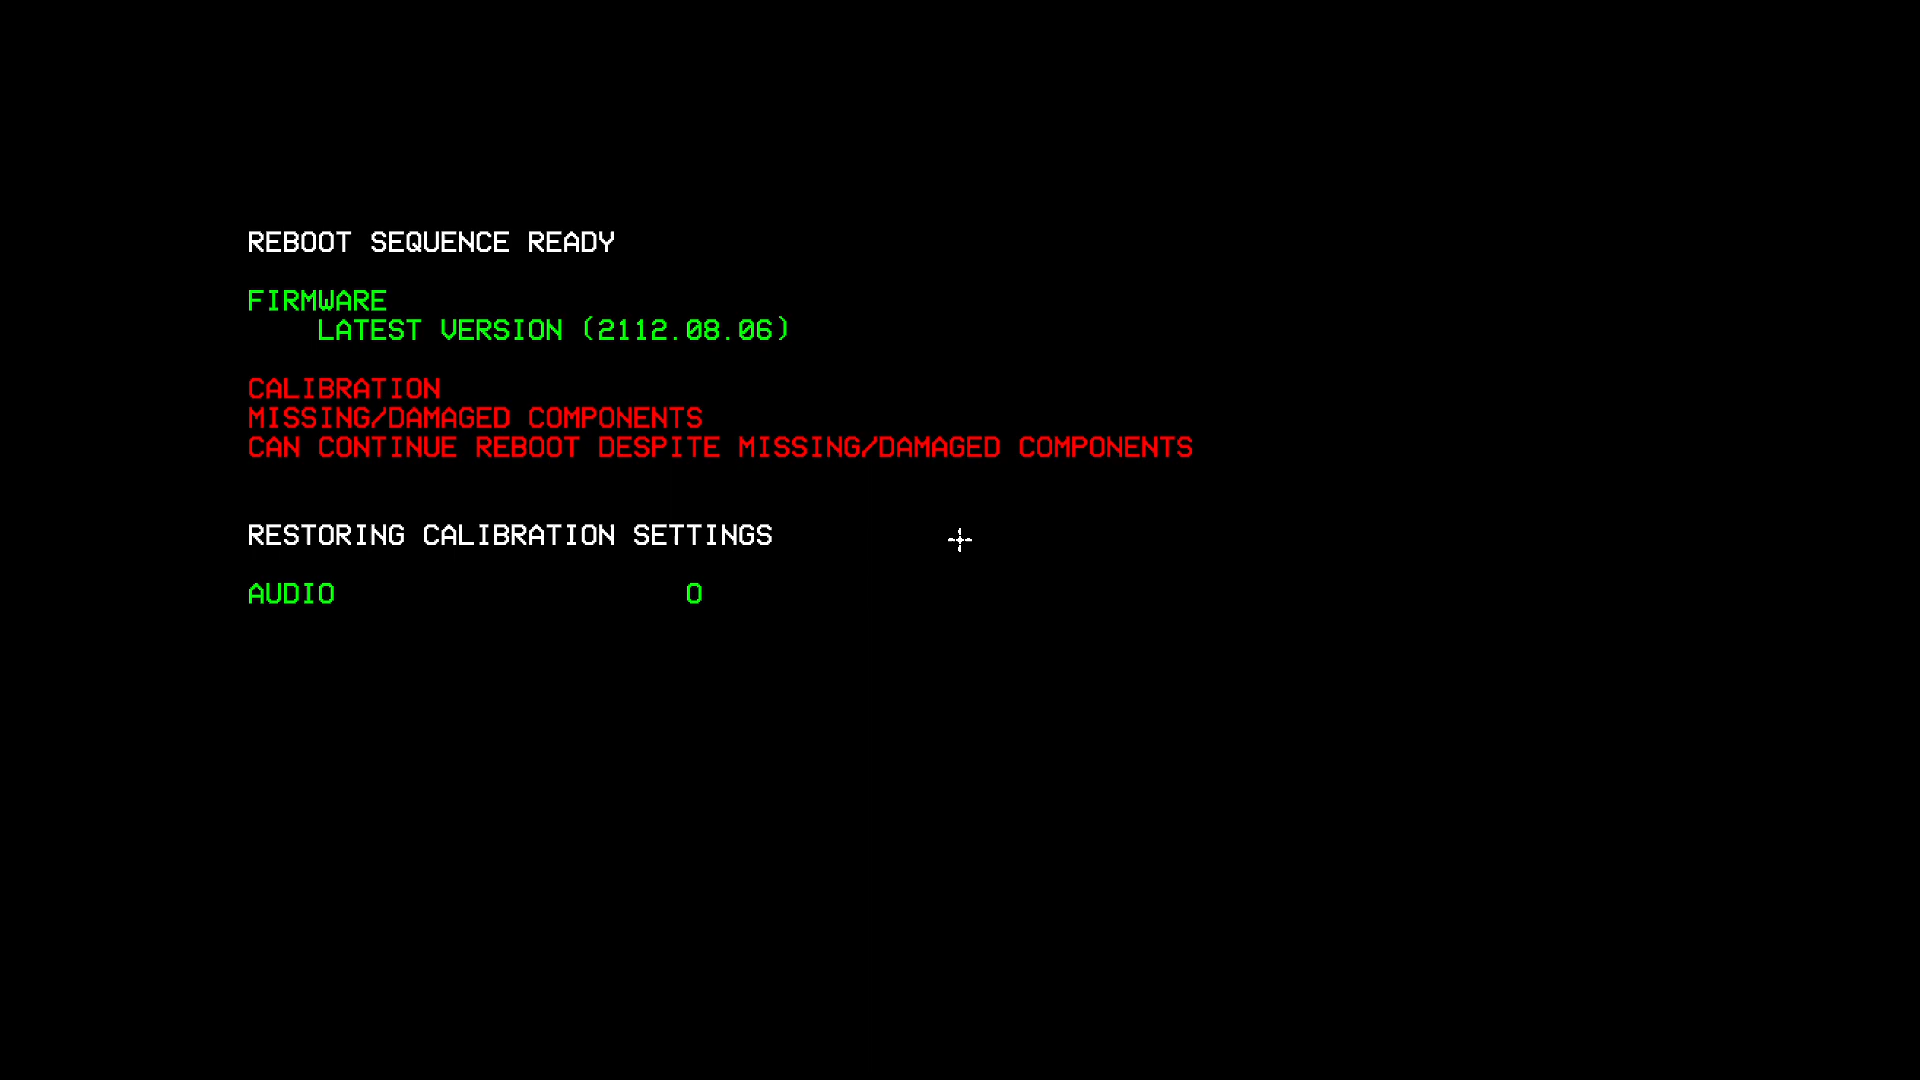 REBOOT SEQUENCE READY
FIRMWARE
LATEST VERSION (2112.08.06)
CALIBRATION
MISSING/DAMAGED COMPONENTS
CAN CONTINUE REBOOT DESPITE MISSING/DAMAGED COMPONENTS
RESTORING CALIBRATION SETTINGS
AUDIO O